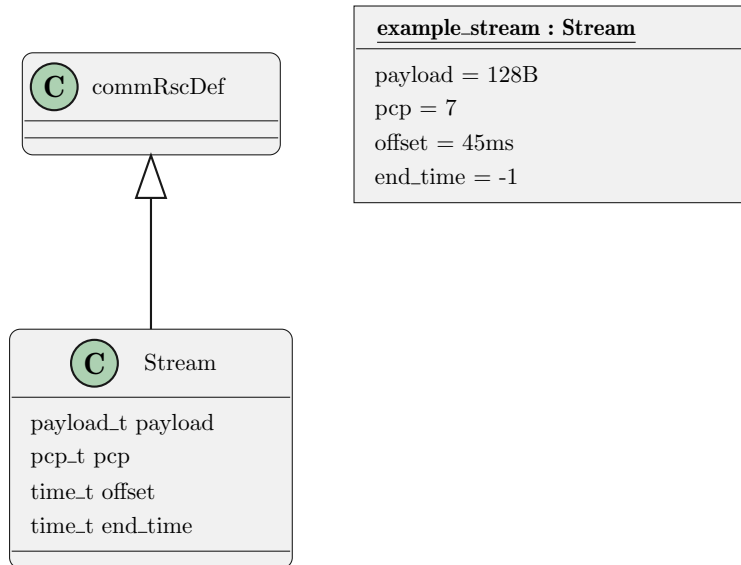 C commRscDef
example_stream : Stream
payload = 128B
pcp = 7
offset = 45ms
end_time = -1
C Stream
payload_t payload
pcp_t pcp
time_t offset
time_t end_time